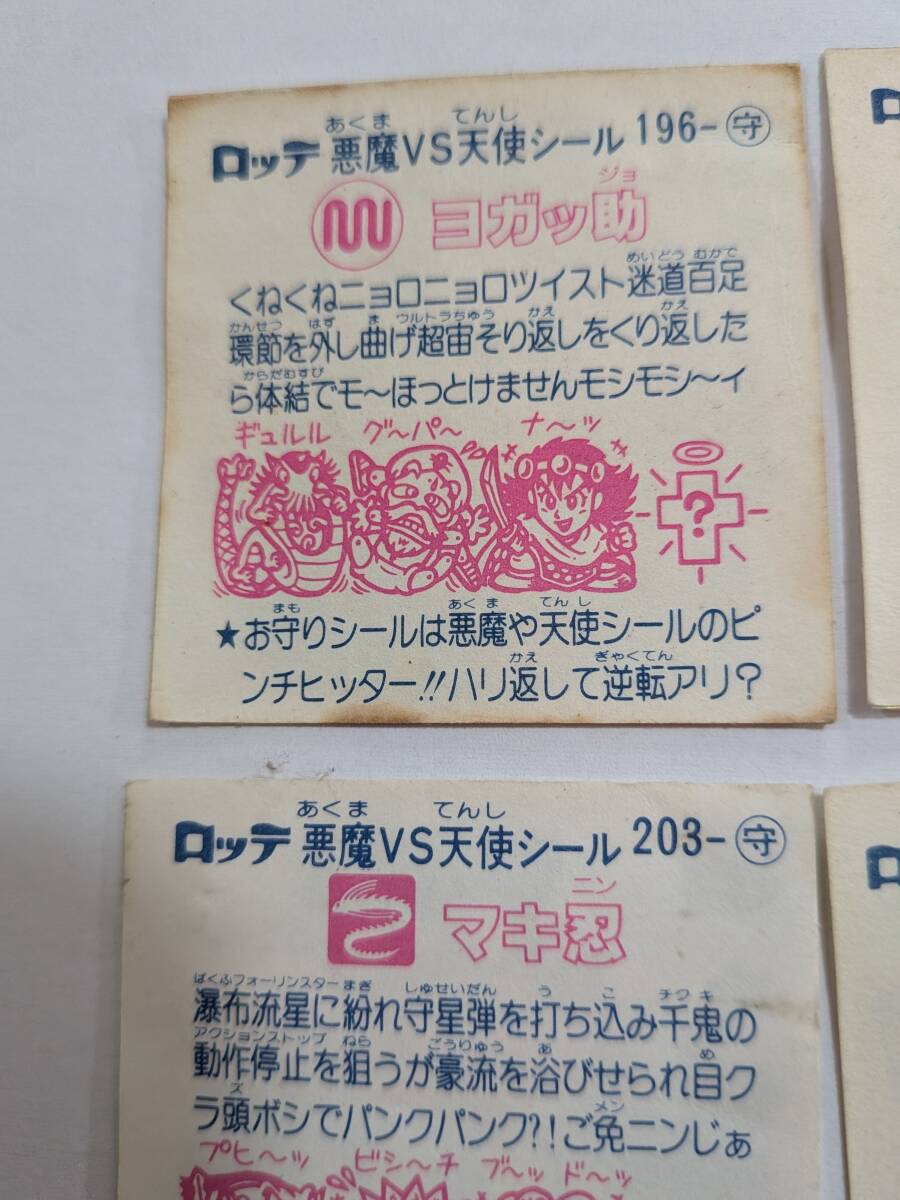 あくま てんし
ロッテ 悪魔VS天使シール 196-守
ジョ
ヨガッ助
めいどう むかで
くねくねニョロニョロツイスト迷道百足
かんせつ はず ま ウルトラちゅう かえ かえ
環節を外し曲げ超宙そり返しをくり返した
からだむすび
ら体結でモ〜ほっとけませんモシモシ〜イ
ギュルル グ〜パ〜 ナ〜ッ
?
まも あくま てんし
★お守りシールは悪魔や天使シールのピ
かえ ぎゃくてん
ンチヒッター!!ハリ返して逆転アリ?
あくま てんし
ロッテ 悪魔VS天使シール 203-守
ニン
マキ忍
ばくふフォーリンスター まぎ しゅせいだん う こ チワキ
瀑布流星に紛れ守星弾を打ち込み千鬼の
アクションストップ ねら ごうりゅう あ め
動作停止を狙うが豪流を浴びせられ目ク
ズ メン
ラ頭ボシでパンクパンク?!ご免ニンじぁ
プヒ〜ッ ビシ〜チ ブ〜ッ ド〜ッ